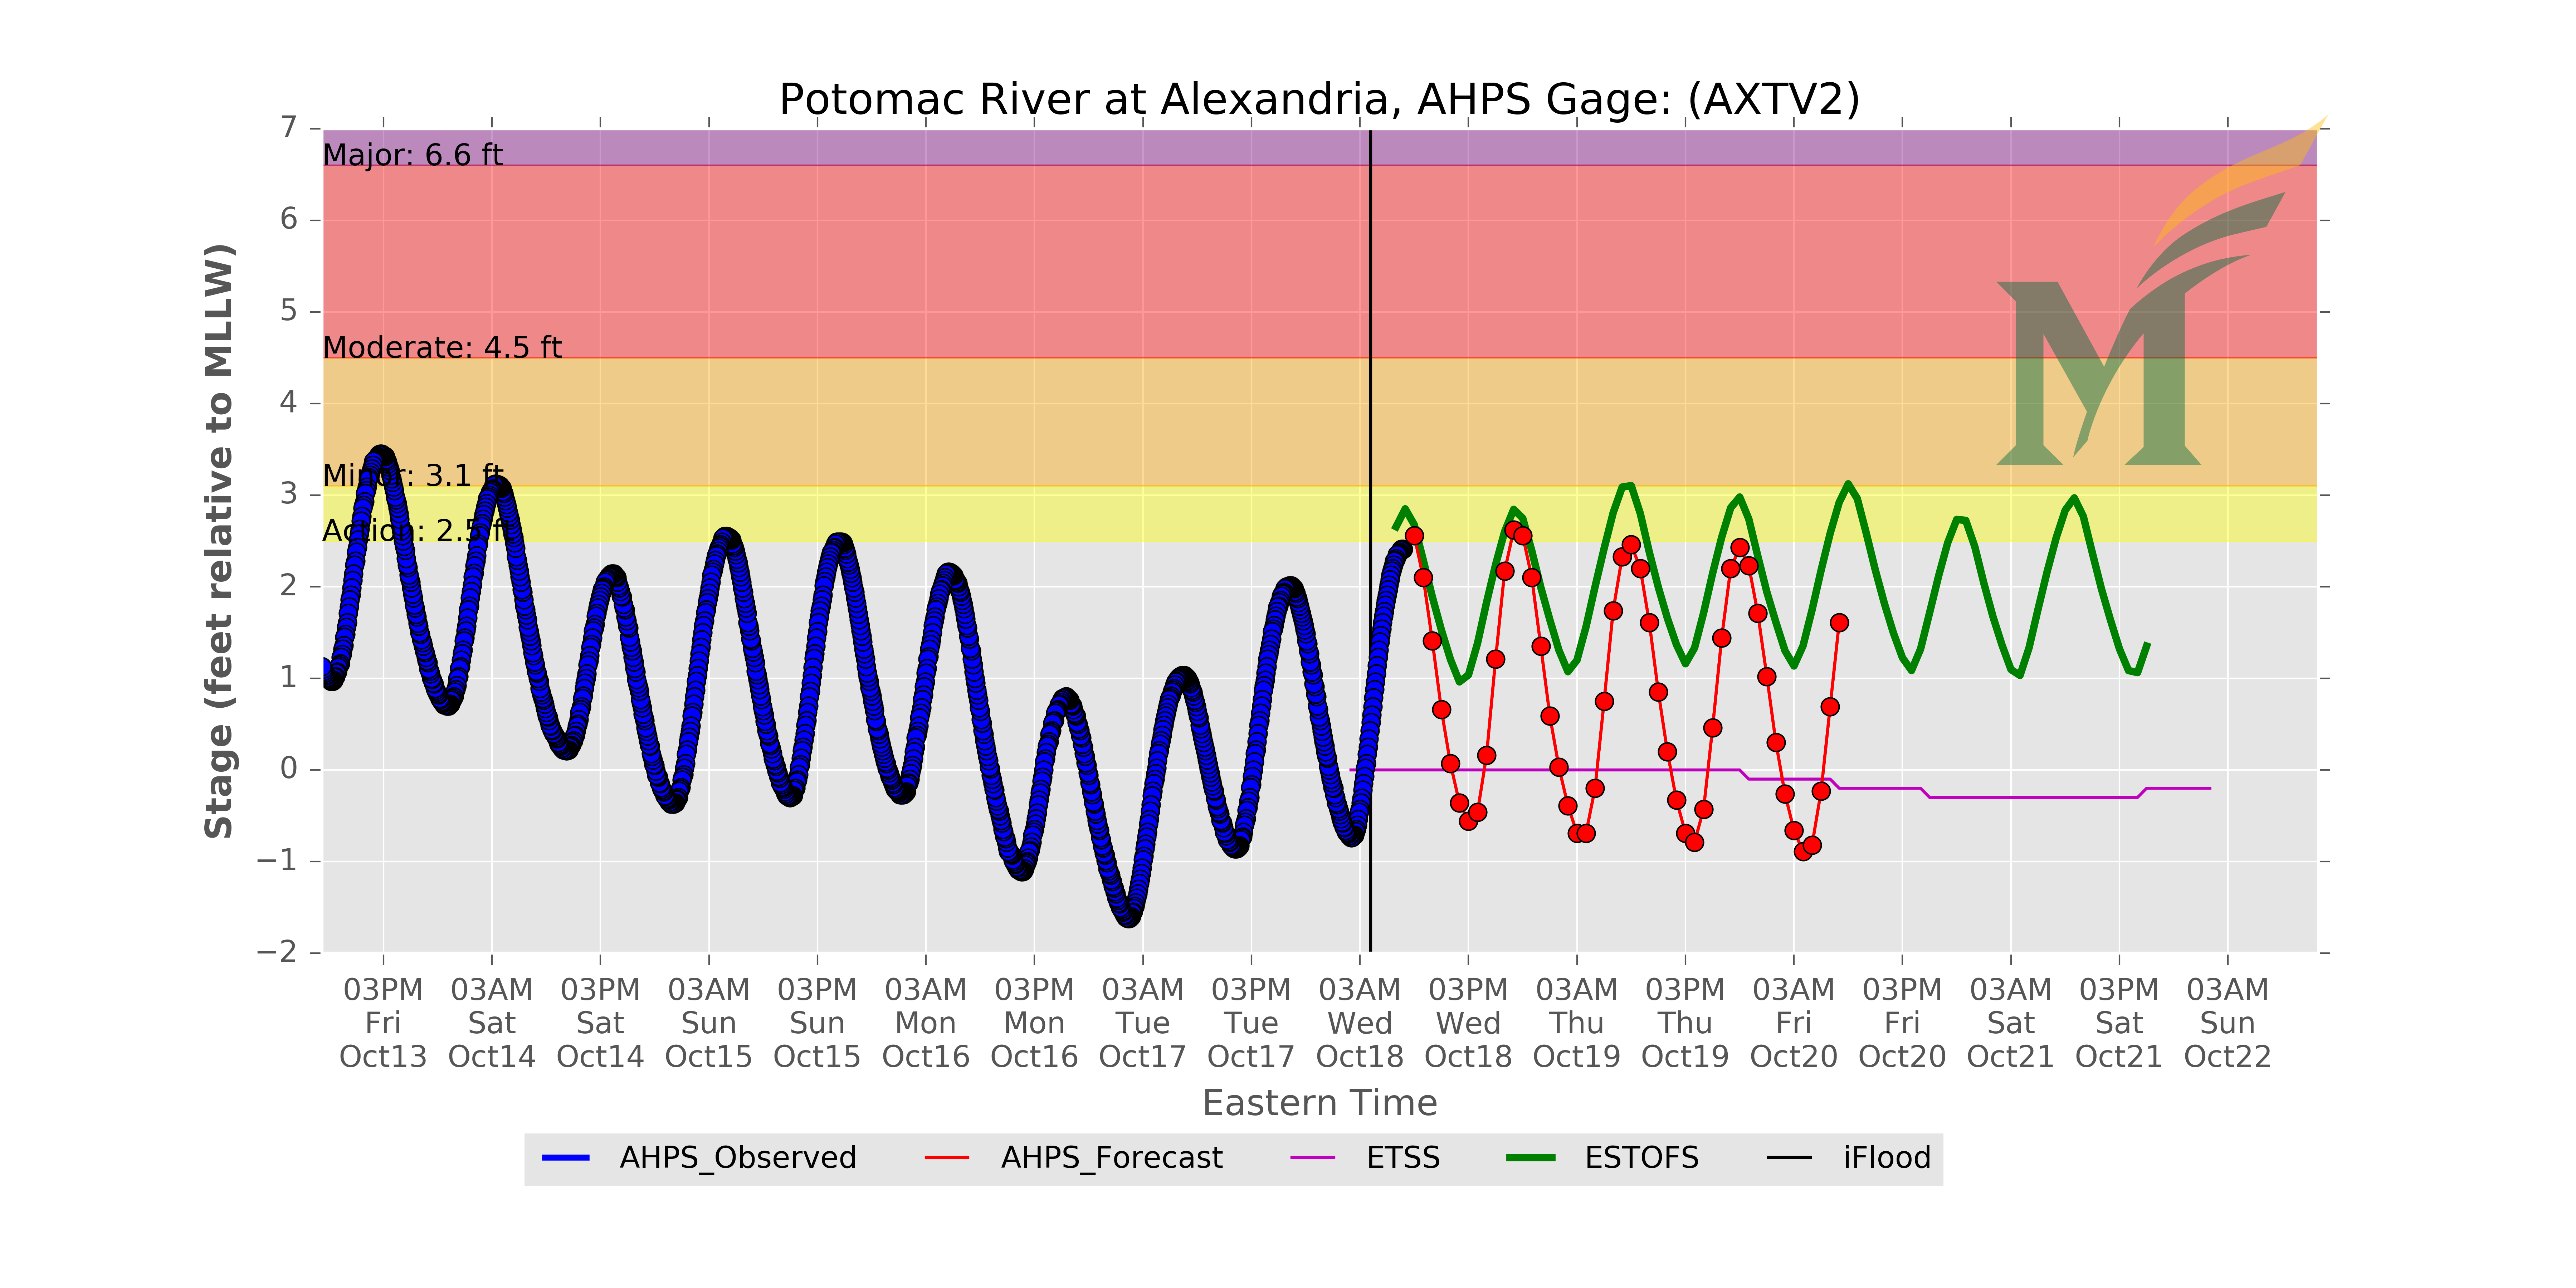 Potomac River at Alexandria, AHPS Gage: (AXTV2)
Stage (feet relative to MLLW)
7
6
5
4
3
2
1
0
−1
−2
Major: 6.6 ft
Moderate: 4.5 ft
Minor: 3.1 ft
Action: 2.5 ft
M
03PM 03AM 03PM 03AM 03PM 03AM 03PM 03AM 03PM 03AM 03PM 03AM 03PM 03AM 03PM 03AM 03PM 03AM
Fri Sat Sat Sun Sun Mon Mon Tue Tue Wed Wed Thu Thu Fri Fri Sat Sat Sun
Oct13 Oct14 Oct14 Oct15 Oct15 Oct16 Oct16 Oct17 Oct17 Oct18 Oct18 Oct19 Oct19 Oct20 Oct20 Oct21 Oct21 Oct22
Eastern Time
AHPS_Observed AHPS_Forecast ETSS ESTOFS iFlood